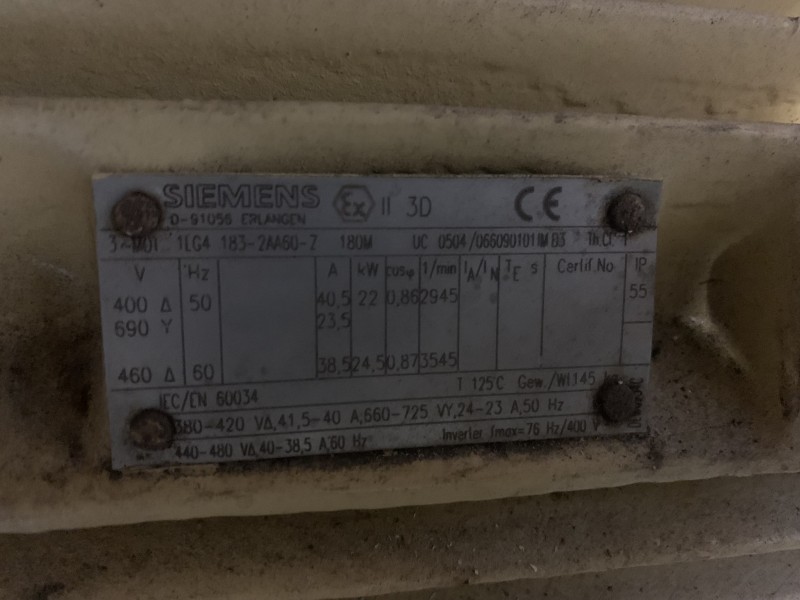 SIEMENS Ex II 3D CE
D-91056 ERLANGEN
3~MOT. 1LG4 183-2AA60-Z 180M UC 0504/066090101 IM B3 Th.Cl. F
V Hz A kW cosφ 1/min IA/IN TE s Certif.No IP
400 Δ 50 40,5 22 0,86 2945 55
690 Y 23,5
460 Δ 60 38,5 24,5 0,87 3545
T 125°C Gew./Wt 145
IEC/EN 60034
380-420 VΔ,41,5-40 A,660-725 VY,24-23 A,50 Hz
440-480 VΔ,40-38,5 A,60 Hz Inverter fmax=76 Hz/400 V